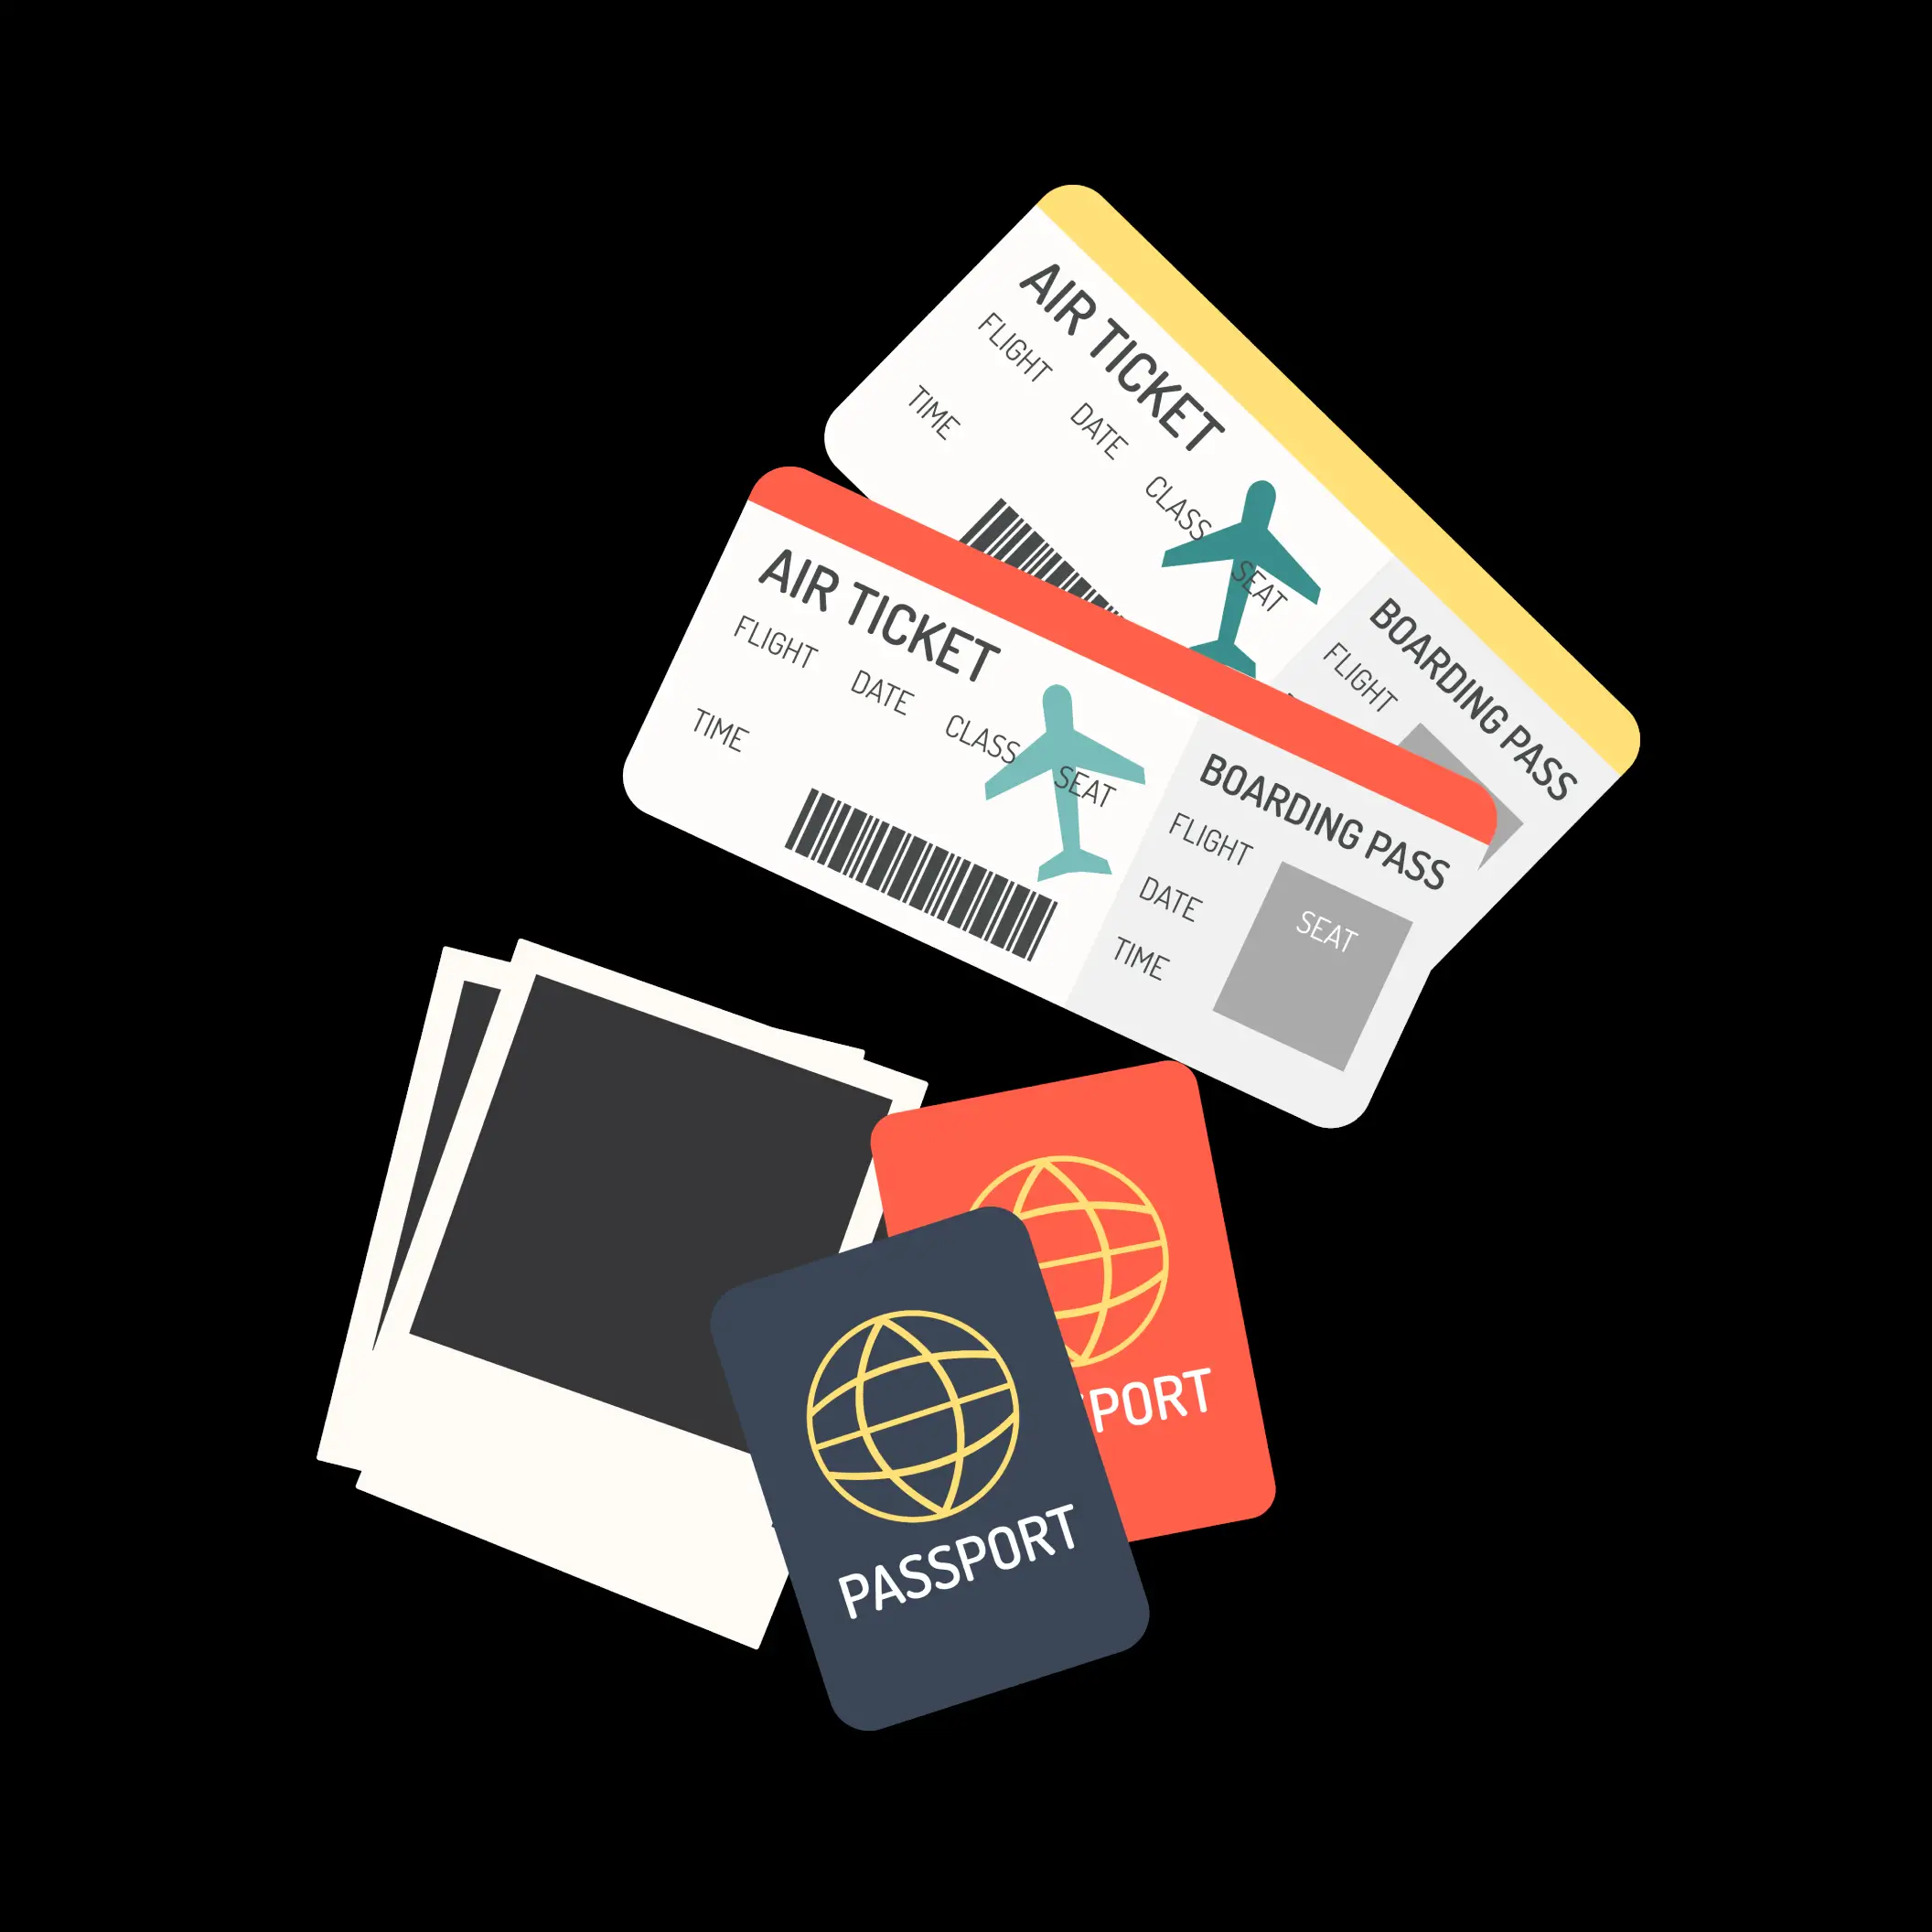 AIR TICKET
FLIGHT
DATE
CLASS
SEAT
TIME
BOARDING PASS
FLIGHT
AIR TICKET
FLIGHT
DATE
CLASS
SEAT
TIME
BOARDING PASS
FLIGHT
DATE
TIME
SEAT
PORT
PASSPORT